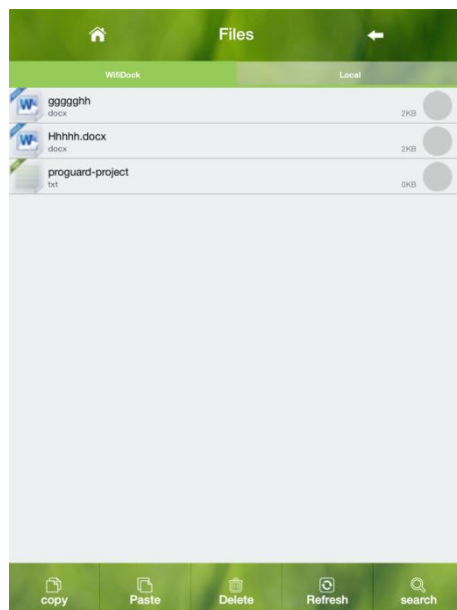 Files
WifiDock Local
ggggghh
docx 2KB
Hhhhh.docx
docx 2KB
proguard-project
txt 0KB
copy Paste Delete Refresh search